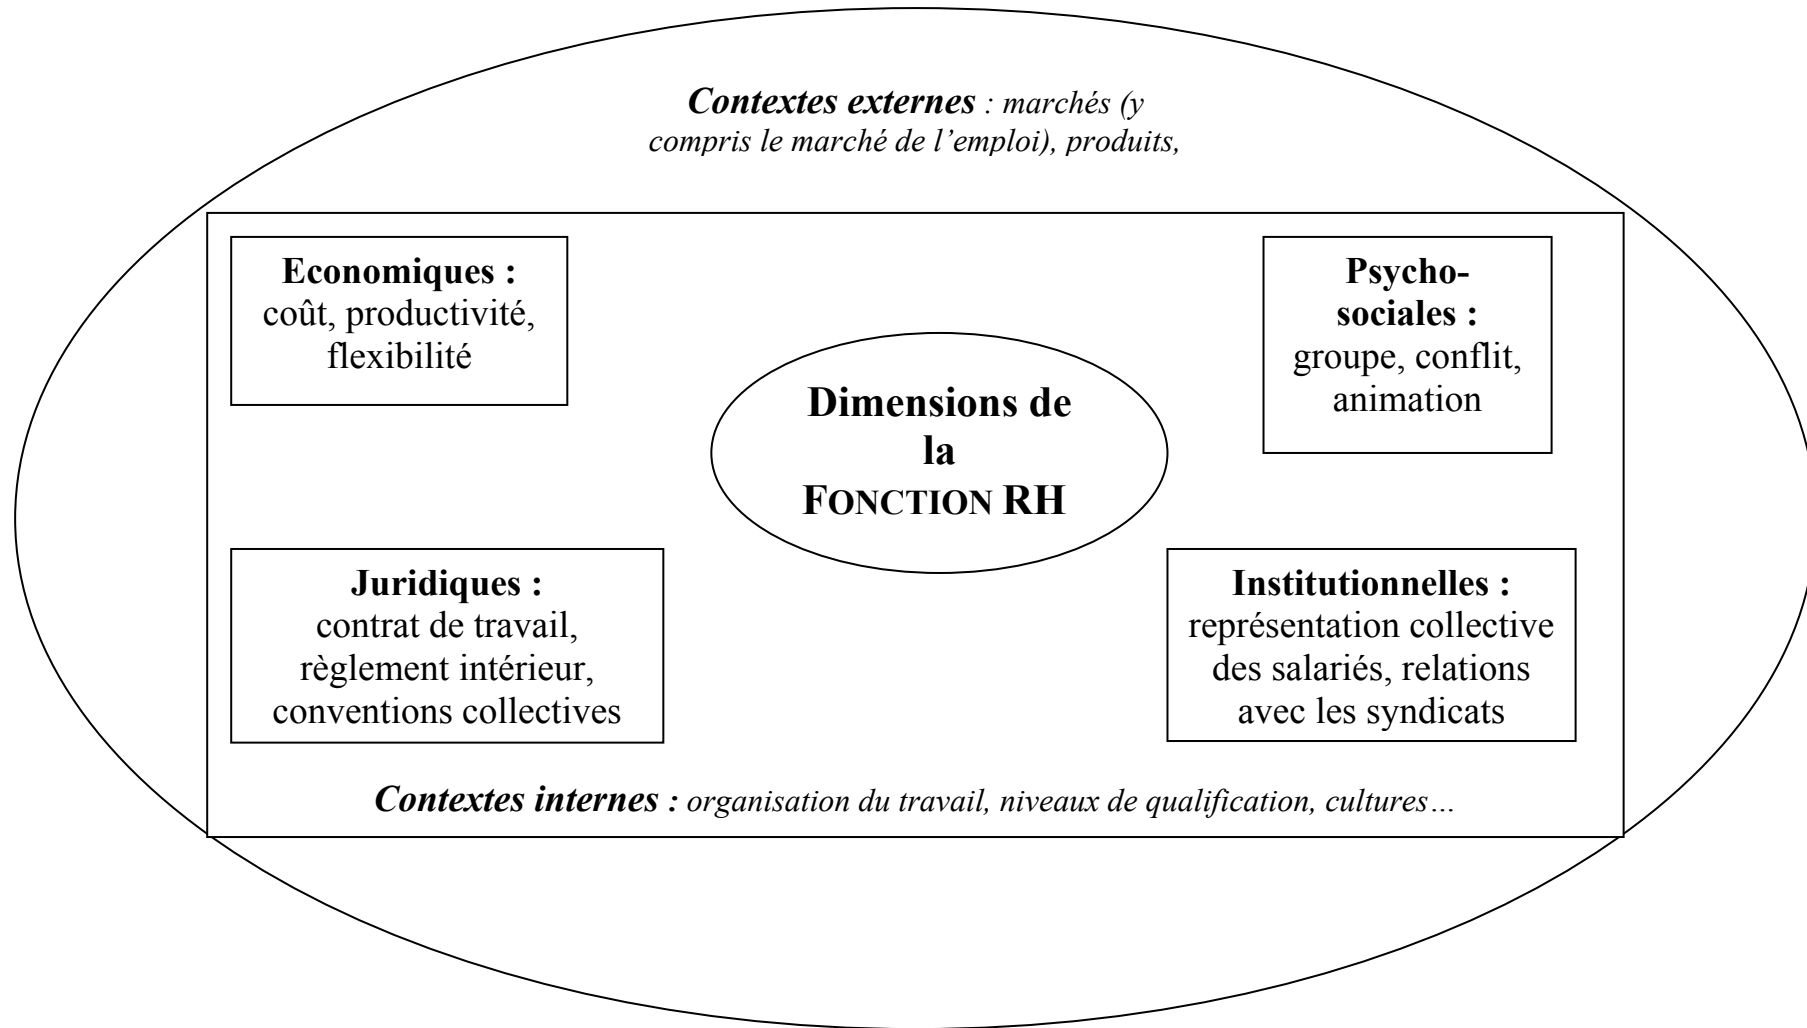 Contextes externes : marchés (y
compris le marché de l’emploi), produits,
Economiques :
coût, productivité,
flexibilité
Psycho-
sociales :
groupe, conflit,
animation
Dimensions de
la
FONCTION RH
Juridiques :
contrat de travail,
règlement intérieur,
conventions collectives
Institutionnelles :
représentation collective
des salariés, relations
avec les syndicats
Contextes internes : organisation du travail, niveaux de qualification, cultures…